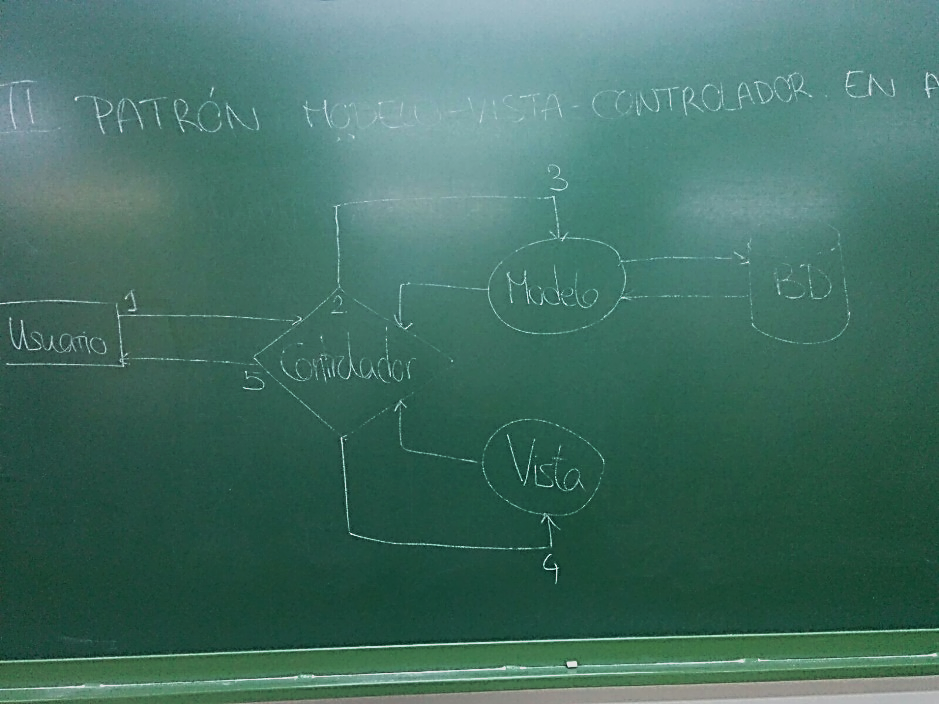 II PATRÓN MODELO-VISTA-CONTROLADOR EN A
3
1
Modelo
BD
2
Usuario
Controlador
5
Vista
4